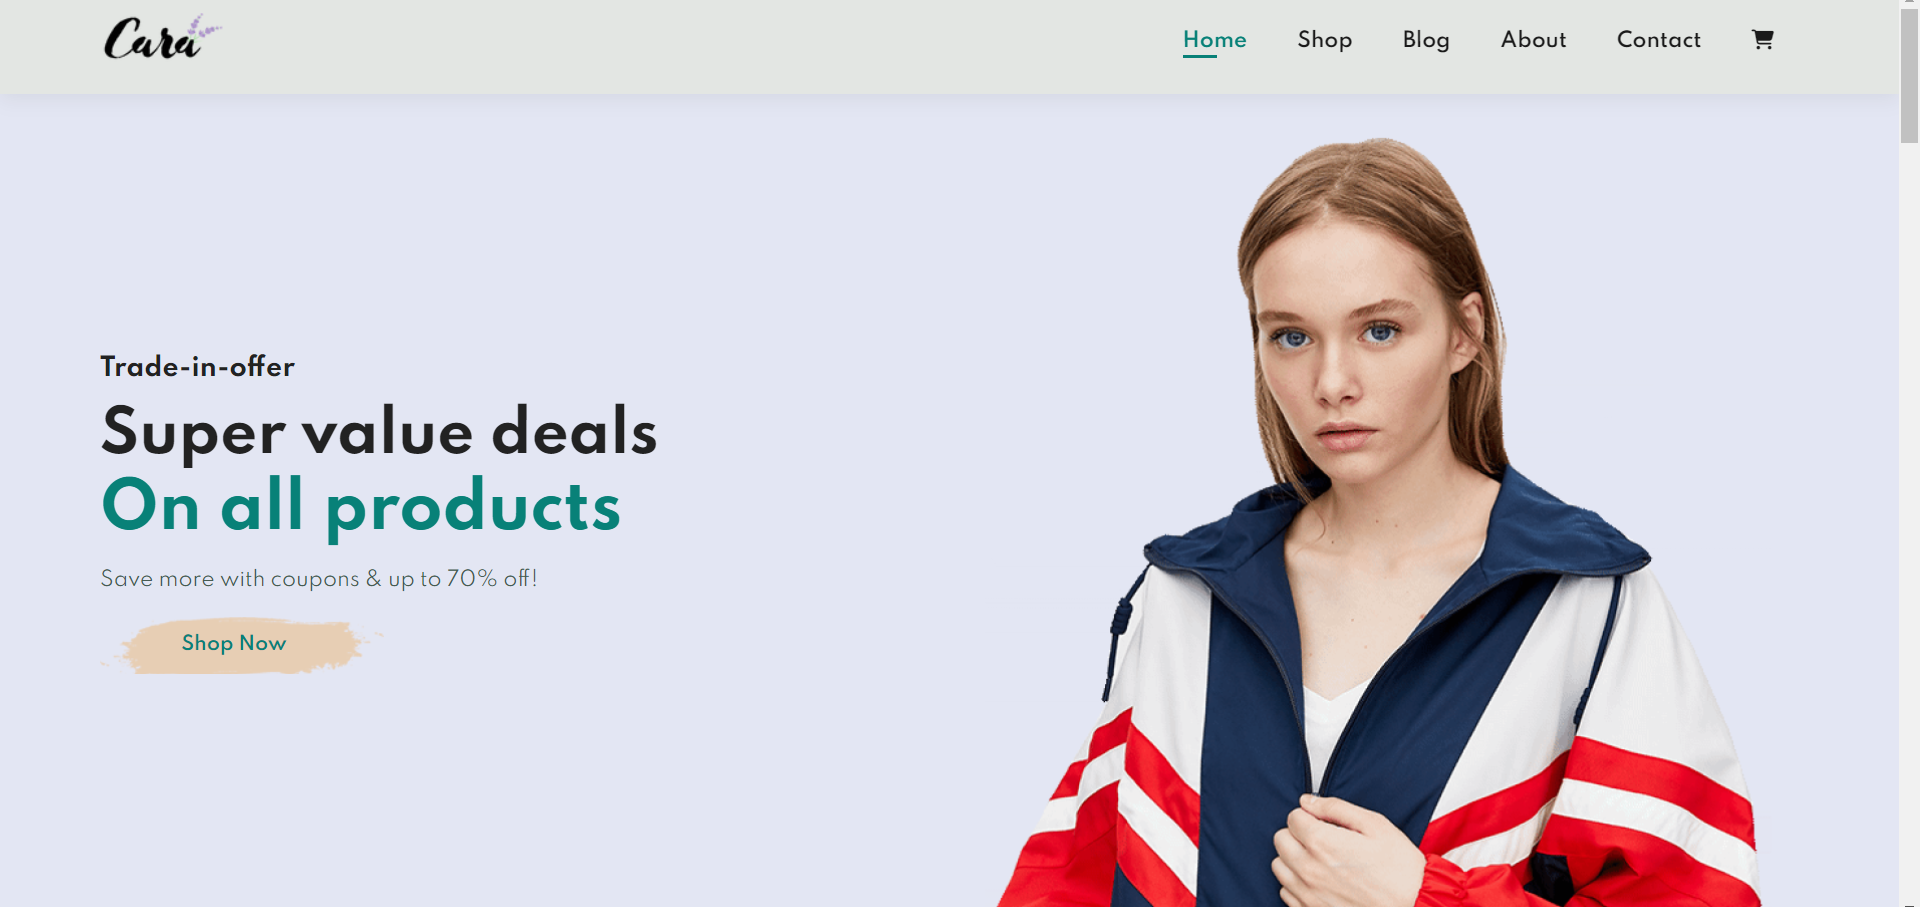 Cara
Home Shop Blog About Contact
Trade-in-offer
Super value deals
On all products
Save more with coupons & up to 70% off!
Shop Now